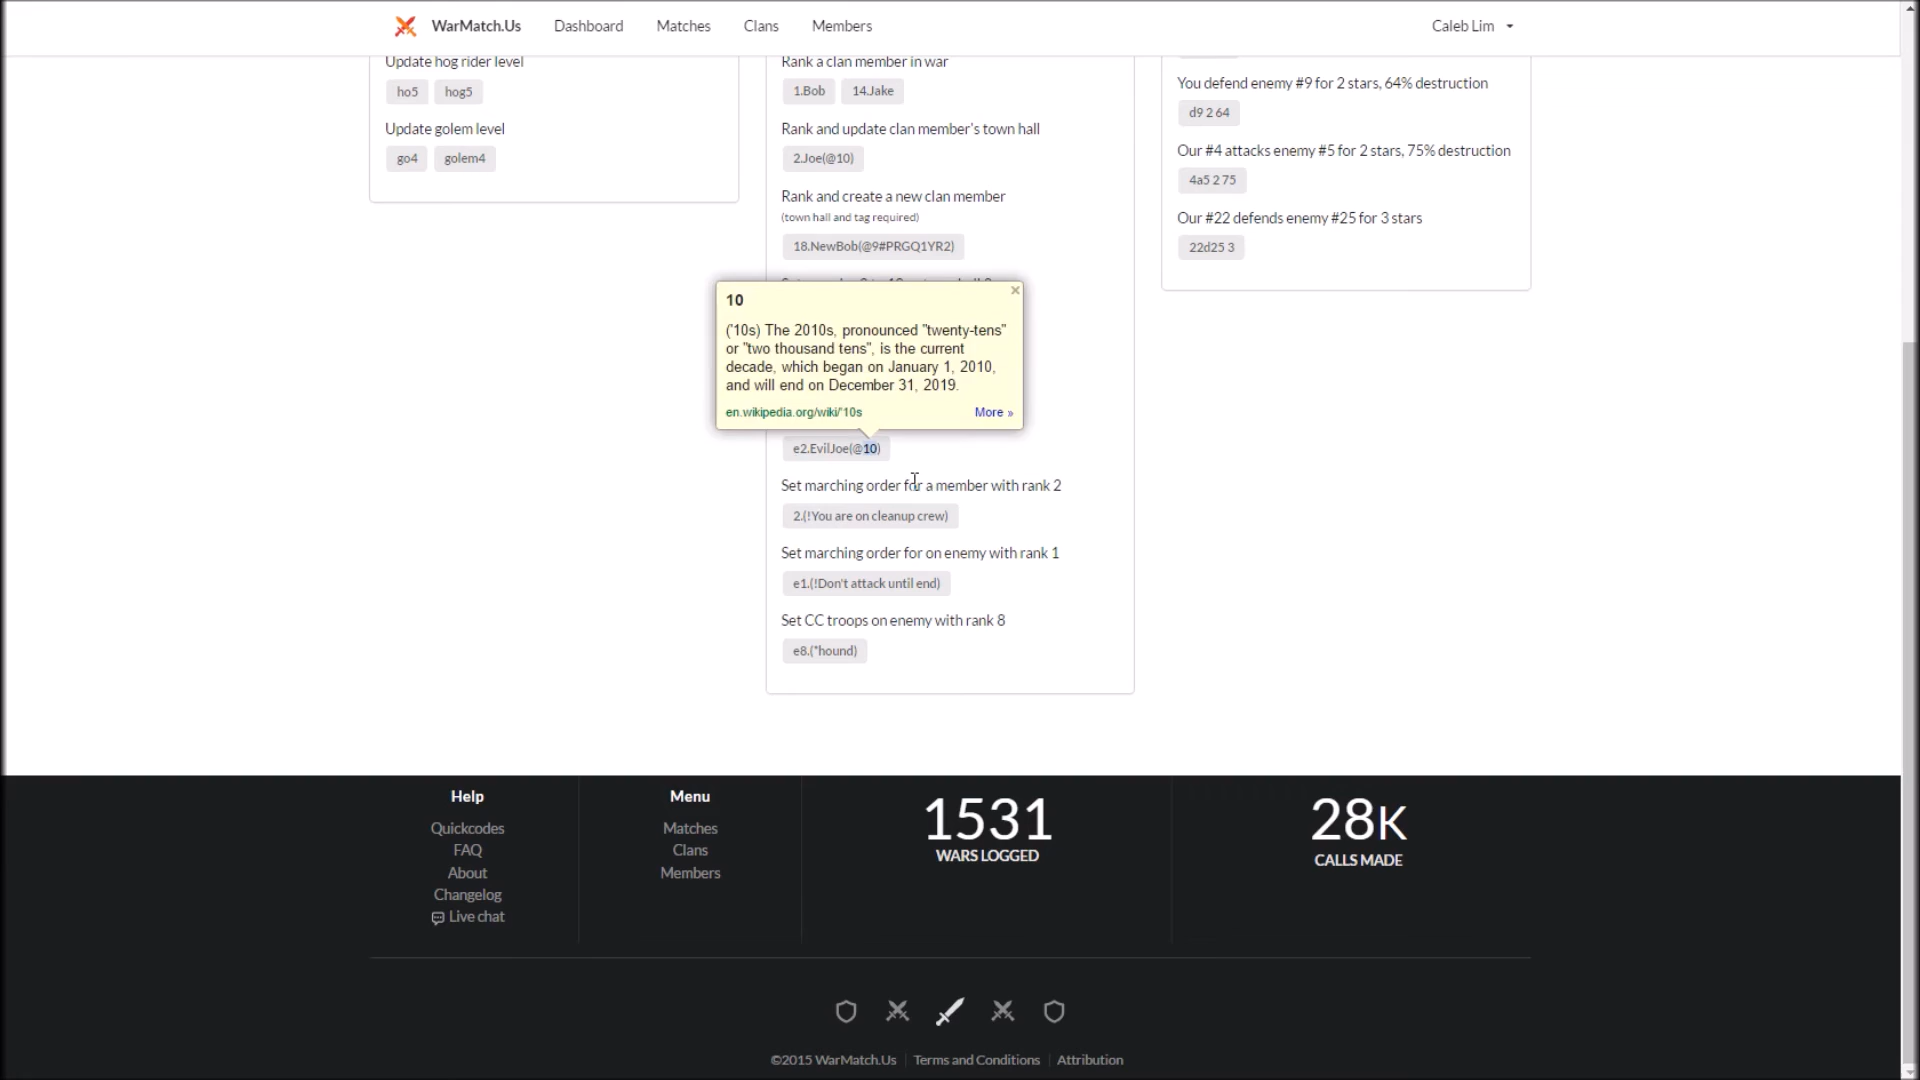 WarMatch.Us Dashboard Matches Clans Members Caleb Lim
Update hog rider level
ho5 hog5
Update golem level
go4 golem4
Rank a clan member in war
1.Bob 14.Jake
Rank and update clan member's town hall
2.Joe(@10)
Rank and create a new clan member
(town hall and tag required)
18.NewBob(@9#PRGQ1YR2)
10
('10s) The 2010s, pronounced "twenty-tens"
or "two thousand tens", is the current
decade, which began on January 1, 2010,
and will end on December 31, 2019.
en.wikipedia.org/wiki/'10s More »
e2.EvilJoe(@10)
Set marching order for a member with rank 2
2.(!You are on cleanup crew)
Set marching order for on enemy with rank 1
e1.(!Don't attack until end)
Set CC troops on enemy with rank 8
e8.(*hound)
You defend enemy #9 for 2 stars, 64% destruction
d9 2 64
Our #4 attacks enemy #5 for 2 stars, 75% destruction
4a5 2 75
Our #22 defends enemy #25 for 3 stars
22d25 3
Help
Quickcodes
FAQ
About
Changelog
Live chat
Menu
Matches
Clans
Members
1531
WARS LOGGED
28K
CALLS MADE
©2015 WarMatch.Us Terms and Conditions Attribution